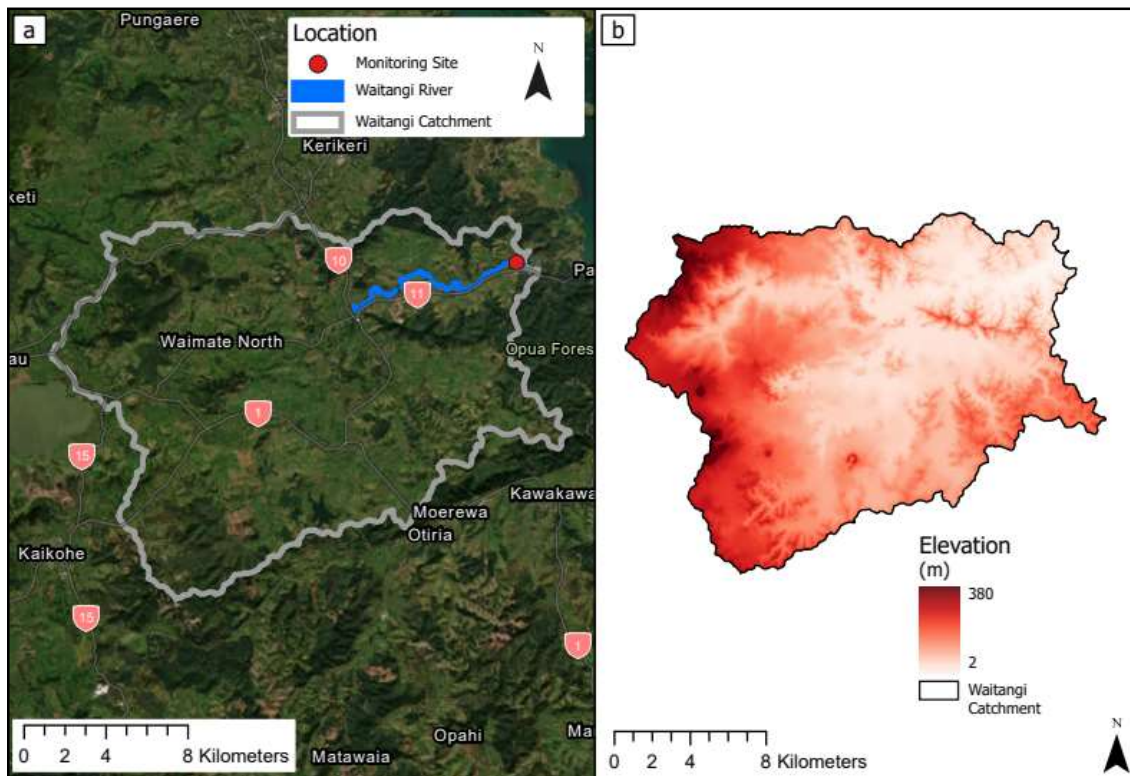 a
Pungaere
Location
N
Monitoring Site
Waitangi River
Waitangi Catchment
Kerikeri
keti
10
11
Pa
Waimate North
au
Opua Fores
1
15
Kawakawa
Moerewa
Otiria
Kaikohe
15
1
Opahi
Ma
Matawaia
0 2 4 8 Kilometers
b
Elevation
(m)
380
2
Waitangi
Catchment
N
0 2 4 8 Kilometers